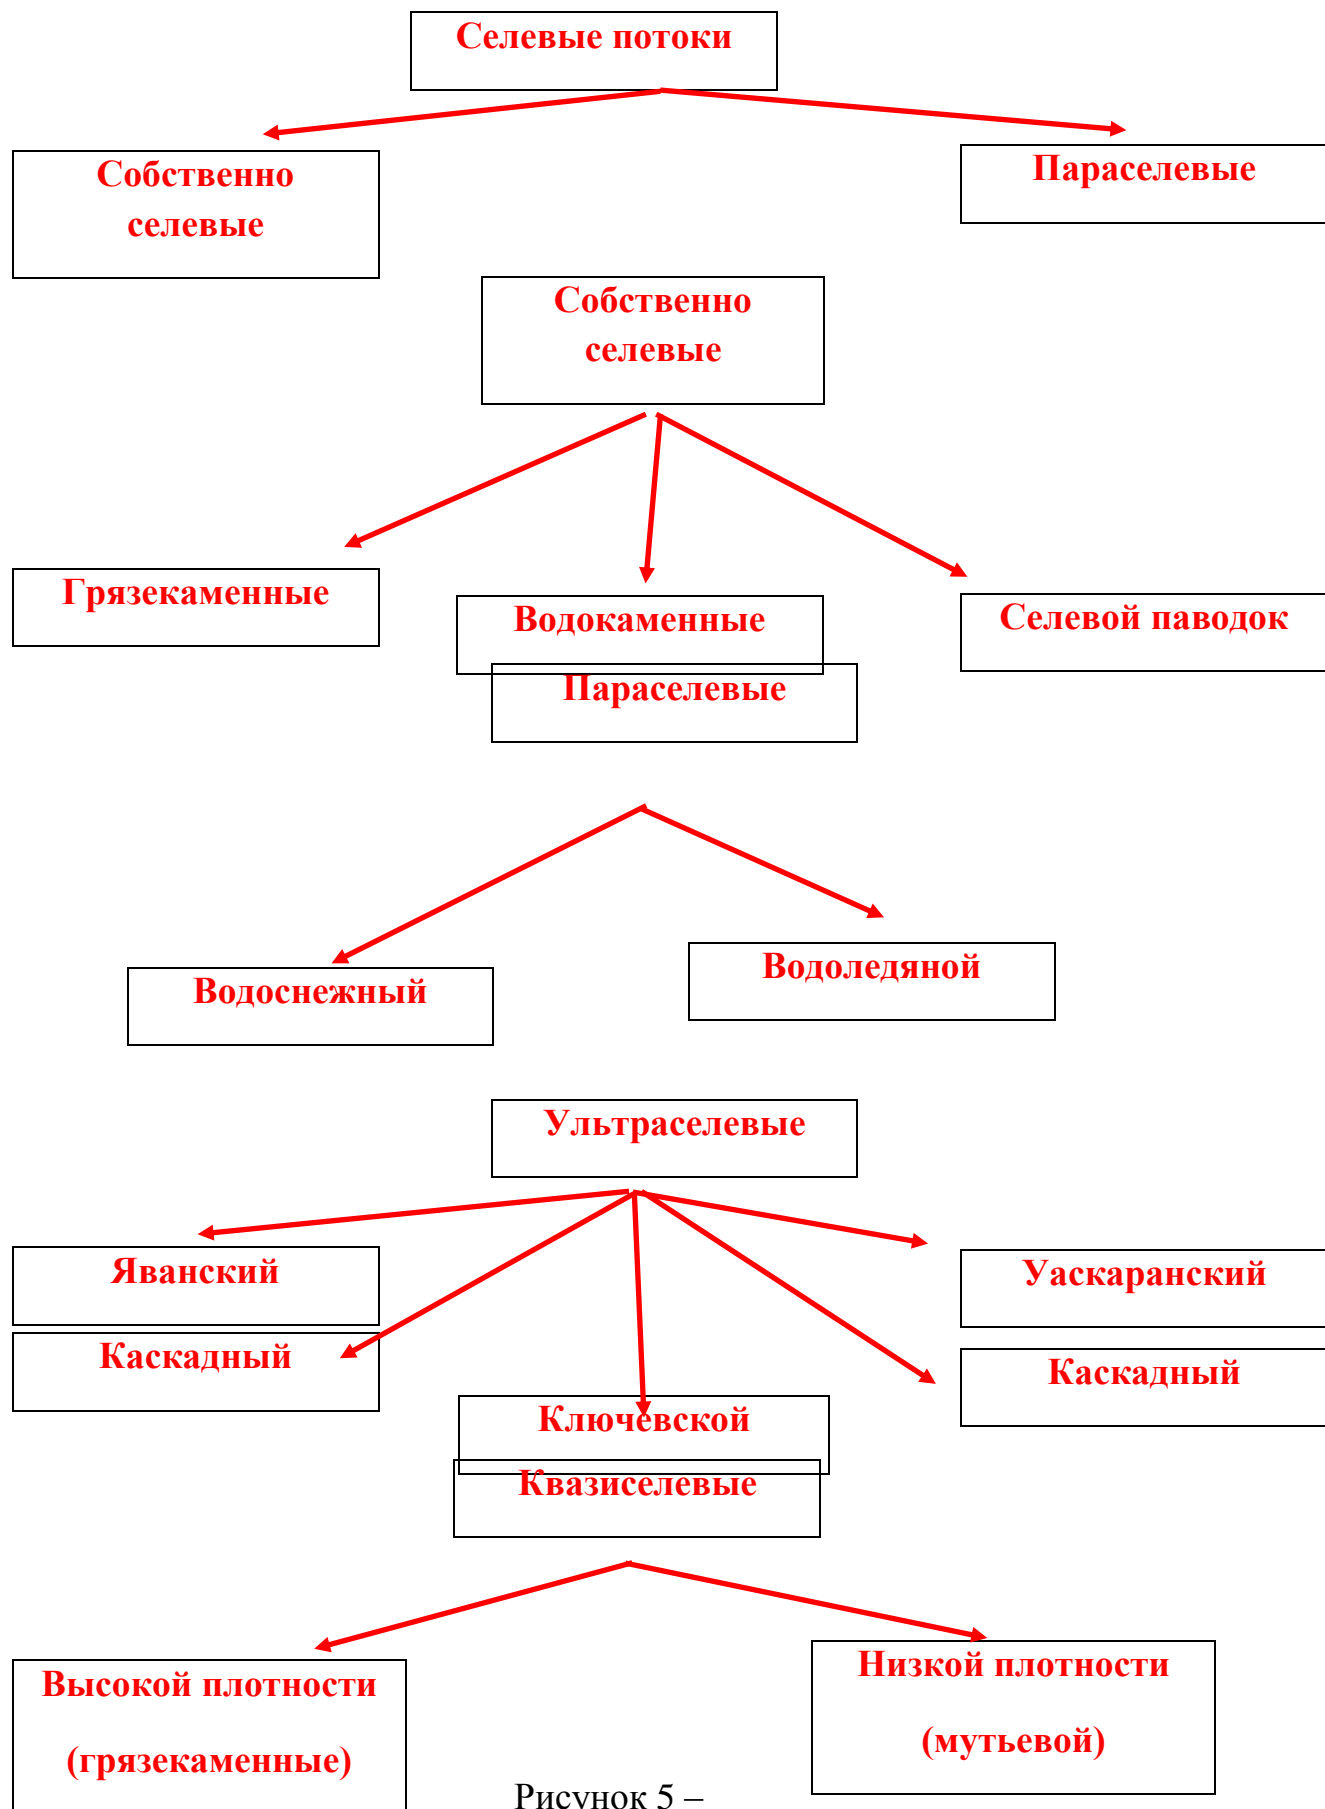 Селевые потоки
Собственно
селевые
Параселевые
Собственно
селевые
Грязекаменные
Водокаменные
Селевой паводок
Параселевые
Водоснежный
Водоледяной
Ультраселевые
Яванский
Уаскаранский
Каскадный
Каскадный
Ключевской
Квазиселевые
Высокой плотности
(грязекаменные)
Низкой плотности
(мутьевой)
Рисунок 5 –